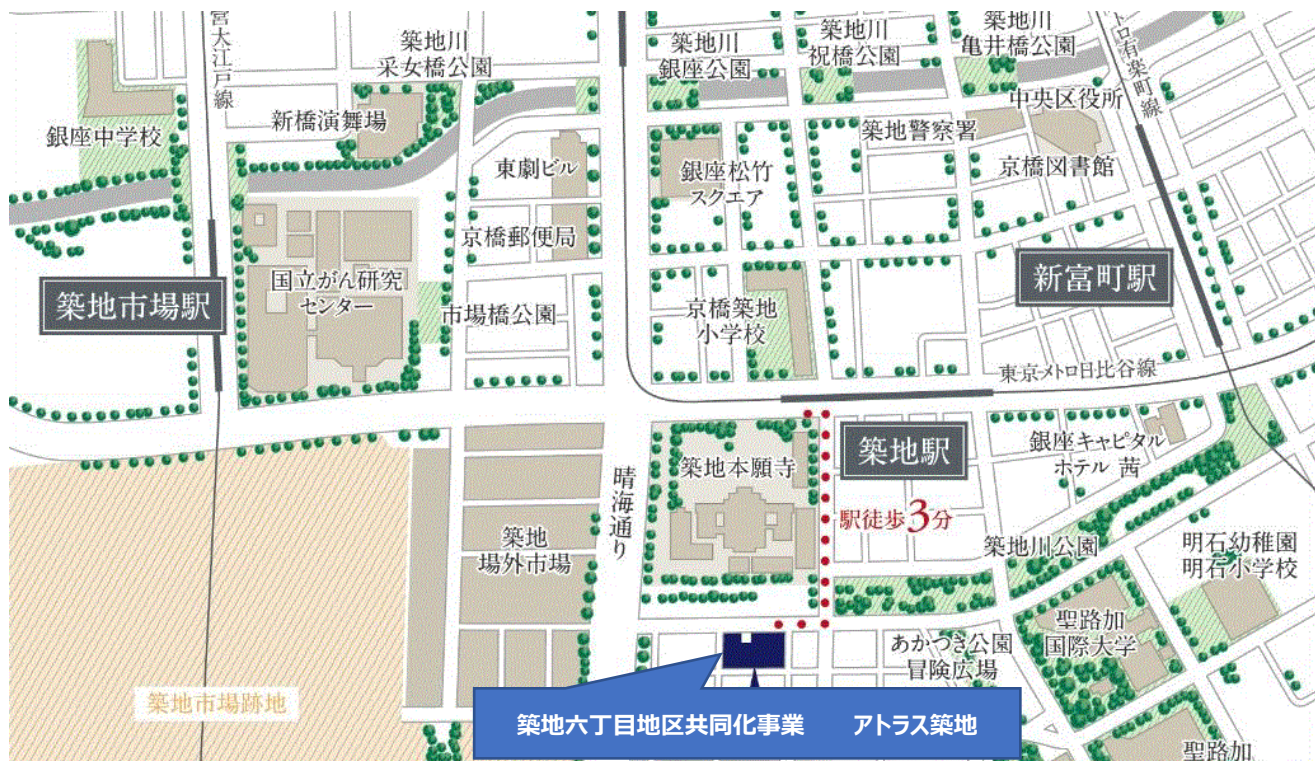 宮大江戸線
築地川
采女橋公園
築地川
銀座公園
築地川
祝橋公園
築地川
亀井橋公園
トロ有楽町線
銀座中学校
新橋演舞場
東劇ビル
銀座松竹
スクエア
築地警察署
中央区役所
京橋図書館
京橋郵便局
築地市場駅
国立がん研究
センター
市場橋公園
京橋築地
小学校
新富町駅
東京メトロ日比谷線
築地本願寺
築地駅
銀座キャピタル
ホテル 茜
晴海通り
駅徒歩3分
築地
場外市場
築地川公園
明石幼稚園
明石小学校
あかつき公園
冒険広場
聖路加
国際大学
築地市場跡地
築地六丁目地区共同化事業 アトラス築地
聖路加